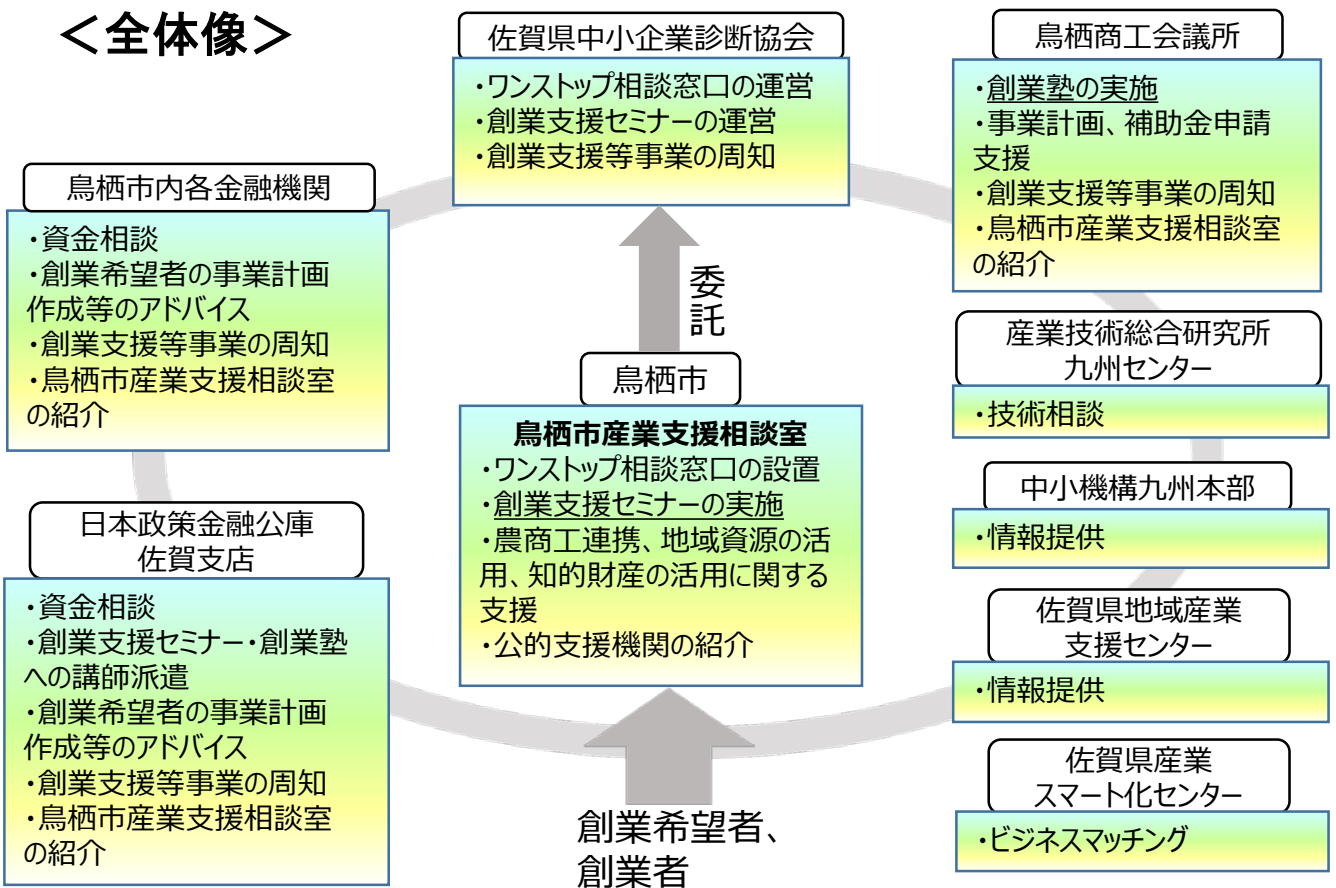 ＜全体像＞
佐賀県中小企業診断協会
・ワンストップ相談窓口の運営
・創業支援セミナーの運営
・創業支援等事業の周知
鳥栖商工会議所
・創業塾の実施
・事業計画、補助金申請
支援
・創業支援等事業の周知
・鳥栖市産業支援相談室
の紹介
鳥栖市内各金融機関
・資金相談
・創業希望者の事業計画
作成等のアドバイス
・創業支援等事業の周知
・鳥栖市産業支援相談室
の紹介
委託
鳥栖市
鳥栖市産業支援相談室
・ワンストップ相談窓口の設置
・創業支援セミナーの実施
・農商工連携、地域資源の活
用、知的財産の活用に関する
支援
・公的支援機関の紹介
産業技術総合研究所
九州センター
・技術相談
中小機構九州本部
・情報提供
日本政策金融公庫
佐賀支店
・資金相談
・創業支援セミナー・創業塾
への講師派遣
・創業希望者の事業計画
作成等のアドバイス
・創業支援等事業の周知
・鳥栖市産業支援相談室
の紹介
佐賀県地域産業
支援センター
・情報提供
佐賀県産業
スマート化センター
・ビジネスマッチング
創業希望者、
創業者